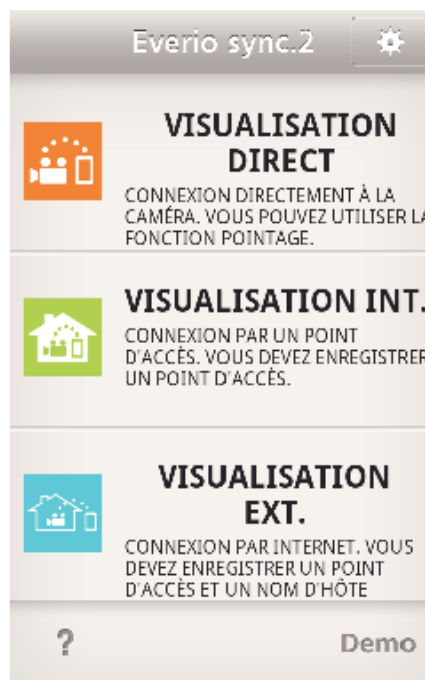 Everio sync.2
VISUALISATION
DIRECT
CONNEXION DIRECTEMENT À LA
CAMÉRA. VOUS POUVEZ UTILISER LA
FONCTION POINTAGE.
VISUALISATION INT.
CONNEXION PAR UN POINT
D'ACCÈS. VOUS DEVEZ ENREGISTRER
UN POINT D'ACCÈS.
VISUALISATION
EXT.
CONNEXION PAR INTERNET. VOUS
DEVEZ ENREGISTRER UN POINT
D'ACCÈS ET UN NOM D'HÔTE
? Demo